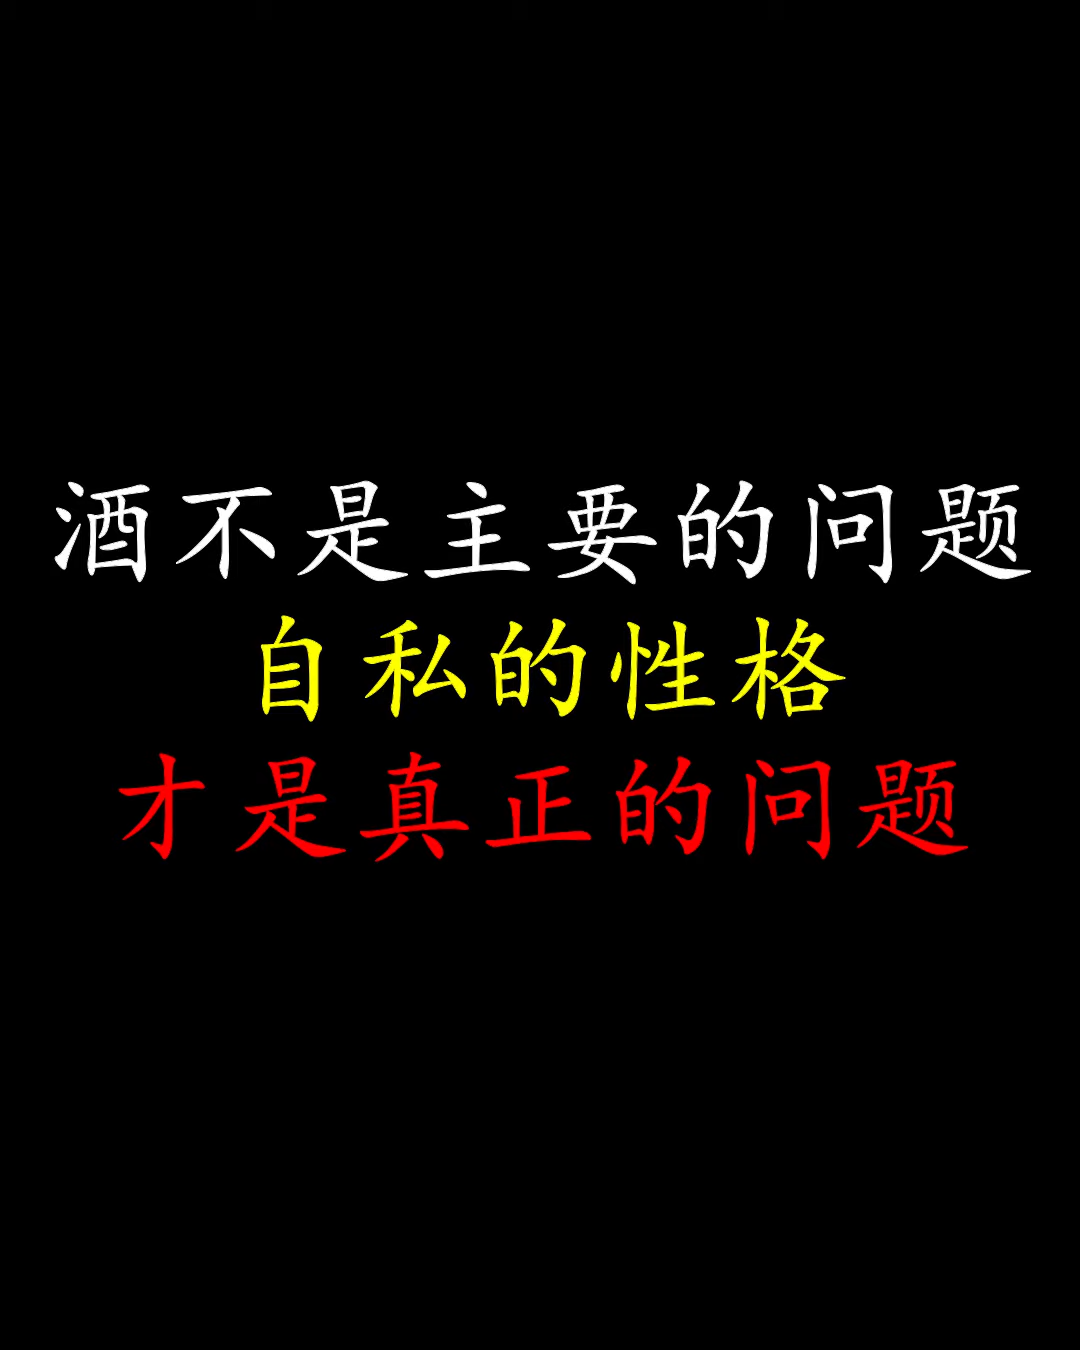 酒不是主要的问题
自私的性格
才是真正的问题